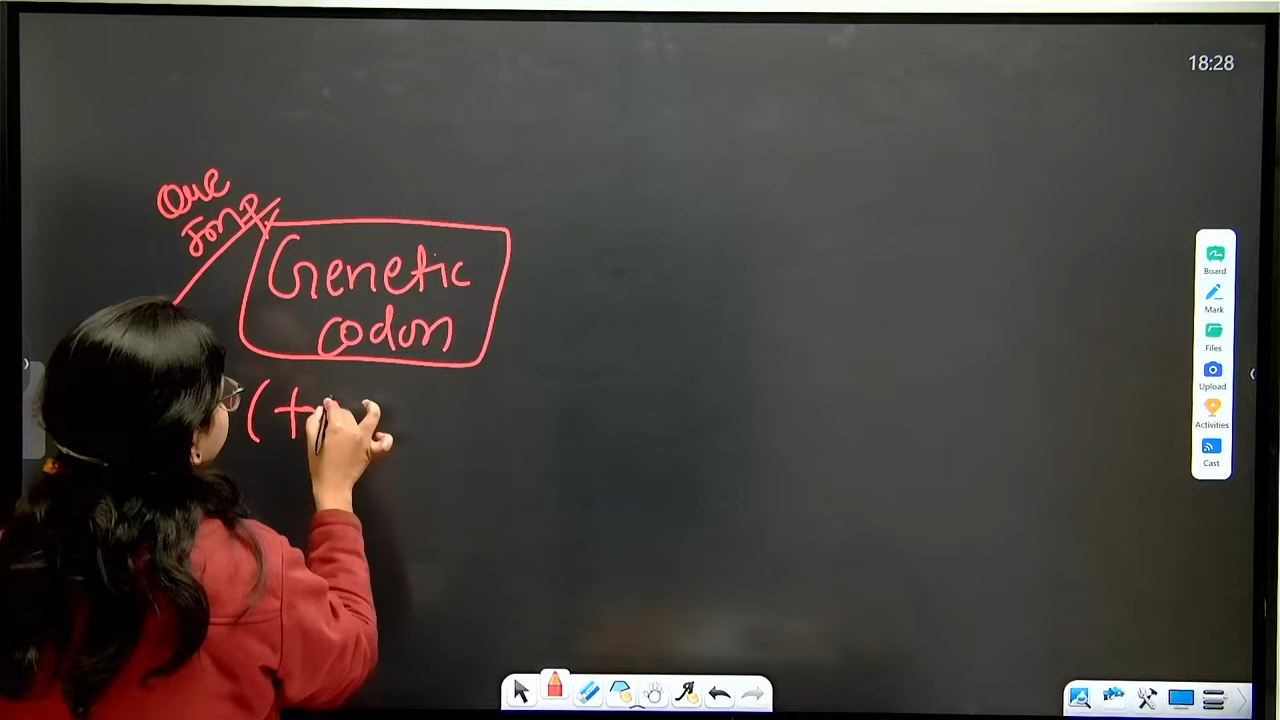 18:28
Que
Genetic
codon
(t
Board
Mark
Files
Upload
Activities
Cast